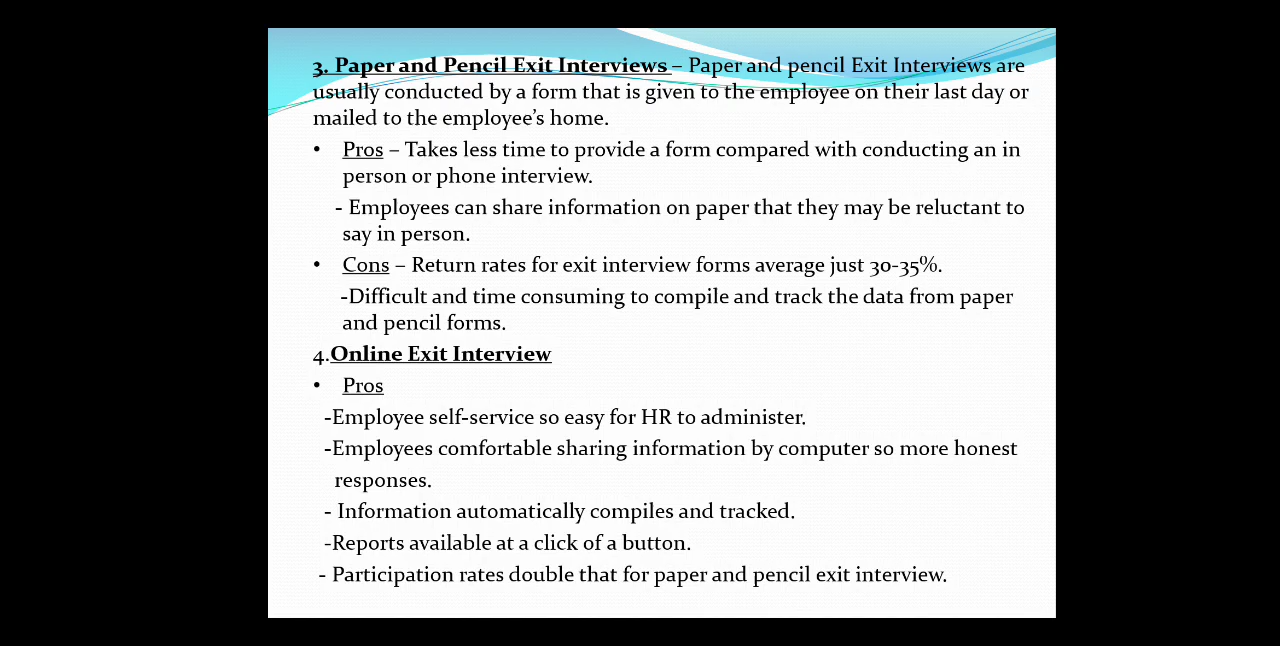 3. Paper and Pencil Exit Interviews – Paper and pencil Exit Interviews are
usually conducted by a form that is given to the employee on their last day or
mailed to the employee’s home.
• Pros – Takes less time to provide a form compared with conducting an in
person or phone interview.
- Employees can share information on paper that they may be reluctant to
say in person.
• Cons – Return rates for exit interview forms average just 30-35%.
-Difficult and time consuming to compile and track the data from paper
and pencil forms.
4.Online Exit Interview
• Pros
-Employee self-service so easy for HR to administer.
-Employees comfortable sharing information by computer so more honest
responses.
- Information automatically compiles and tracked.
-Reports available at a click of a button.
- Participation rates double that for paper and pencil exit interview.